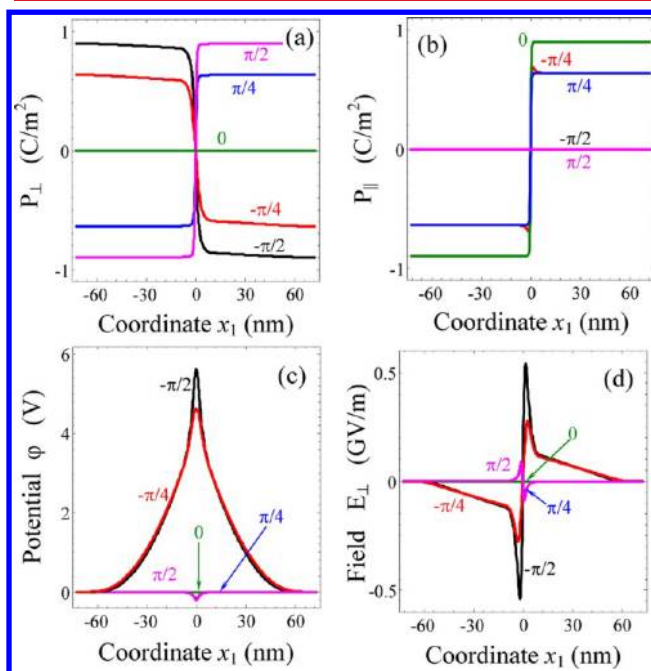 (a)
P⊥ (C/m²)
1
0
-1
π/2
π/4
0
-π/4
-π/2
-60 -30 0 30 60
Coordinate x₁ (nm)
(b)
P∥ (C/m²)
1
0
-1
0
-π/4
π/4
-π/2
π/2
-60 -30 0 30 60
Coordinate x₁ (nm)
(c)
Potential φ (V)
6
4
2
0
-π/2
-π/4
0
π/4
π/2
-60 -30 0 30 60
Coordinate x₁ (nm)
(d)
Field E⊥ (GV/m)
0.5
0
-0.5
0
π/2
π/4
-π/4
-π/2
-60 -30 0 30 60
Coordinate x₁ (nm)